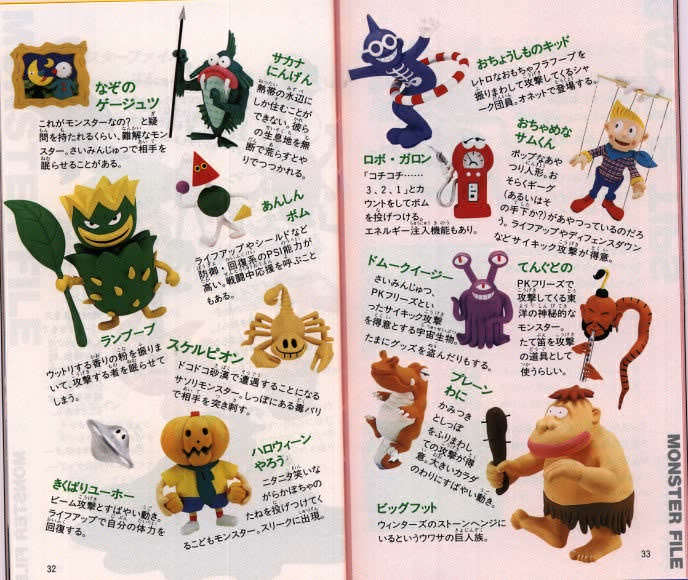 なぞの
ゲージュツ
これがモンスターなの? と疑
問を持たれるくらい、難解なモン
スター。さいみんじゅつで相手を
眠らせることがある。
サカナ
にんげん
熱帯の水辺に
しか住むことが
できない。彼ら
の生息地を無
断で荒らすとや
りでつつかれる。
あんしん
ボム
ライフアップやシールドなど
防御・回復系のPSI能力が
高い。戦闘中応援を呼ぶこと
もある。
ランブーブ
ウットリする香りの粉を振りま
いて、攻撃する者を眠らせて
しまう。
スケルピオン
ドコドコ砂漠で遭遇することになる
サソリモンスター。しっぽにある毒バリ
で相手を突き刺す。
きくばりユーホー
ビーム攻撃とすばやい動き。
ライフアップで自分の体力を
回復する。
ハロウィーン
やろう
ニタニタ笑いな
がらかぼちゃの
たねを投げつけてく
るこどもモンスター。スリークに出現。
32
おちょうしものキッド
レトロなおもちゃフラフープを
振りまわして攻撃してくるシャ
ーク団員。オネットで登場する。
ロボ・ガロン
「コチコチ……
3、2、1」とカ
ウントをしてボム
を投げつける。
エネルギー注入機能もあり。
おちゃめな
サムくん
ポップなあや
つり人形。お
そらくギーグ
(あるいはそ
の手下か?)があやつっているのだろ
う。ライフアップやディフェンスダウン
などサイキック攻撃が得意。
ドムークイージー
さいみんじゅつ、
PKフリーズとい
ったサイキック攻撃
を得意とする宇宙生物。
たまにグッズを盗んだりもする。
てんぐどの
PKフリーズで
攻撃してくる東
洋の神秘的な
モンスター。
たて笛を攻撃
の道具として
使うらしい。
プレーン
わに
かみつき
としっぽ
をふりまわし
ての攻撃が得
意。大きいカラダ
のわりにすばやい動き。
ビッグフット
ウィンターズのストーンヘンジに
いるというウワサの巨人族。
33
MONSTER FILE